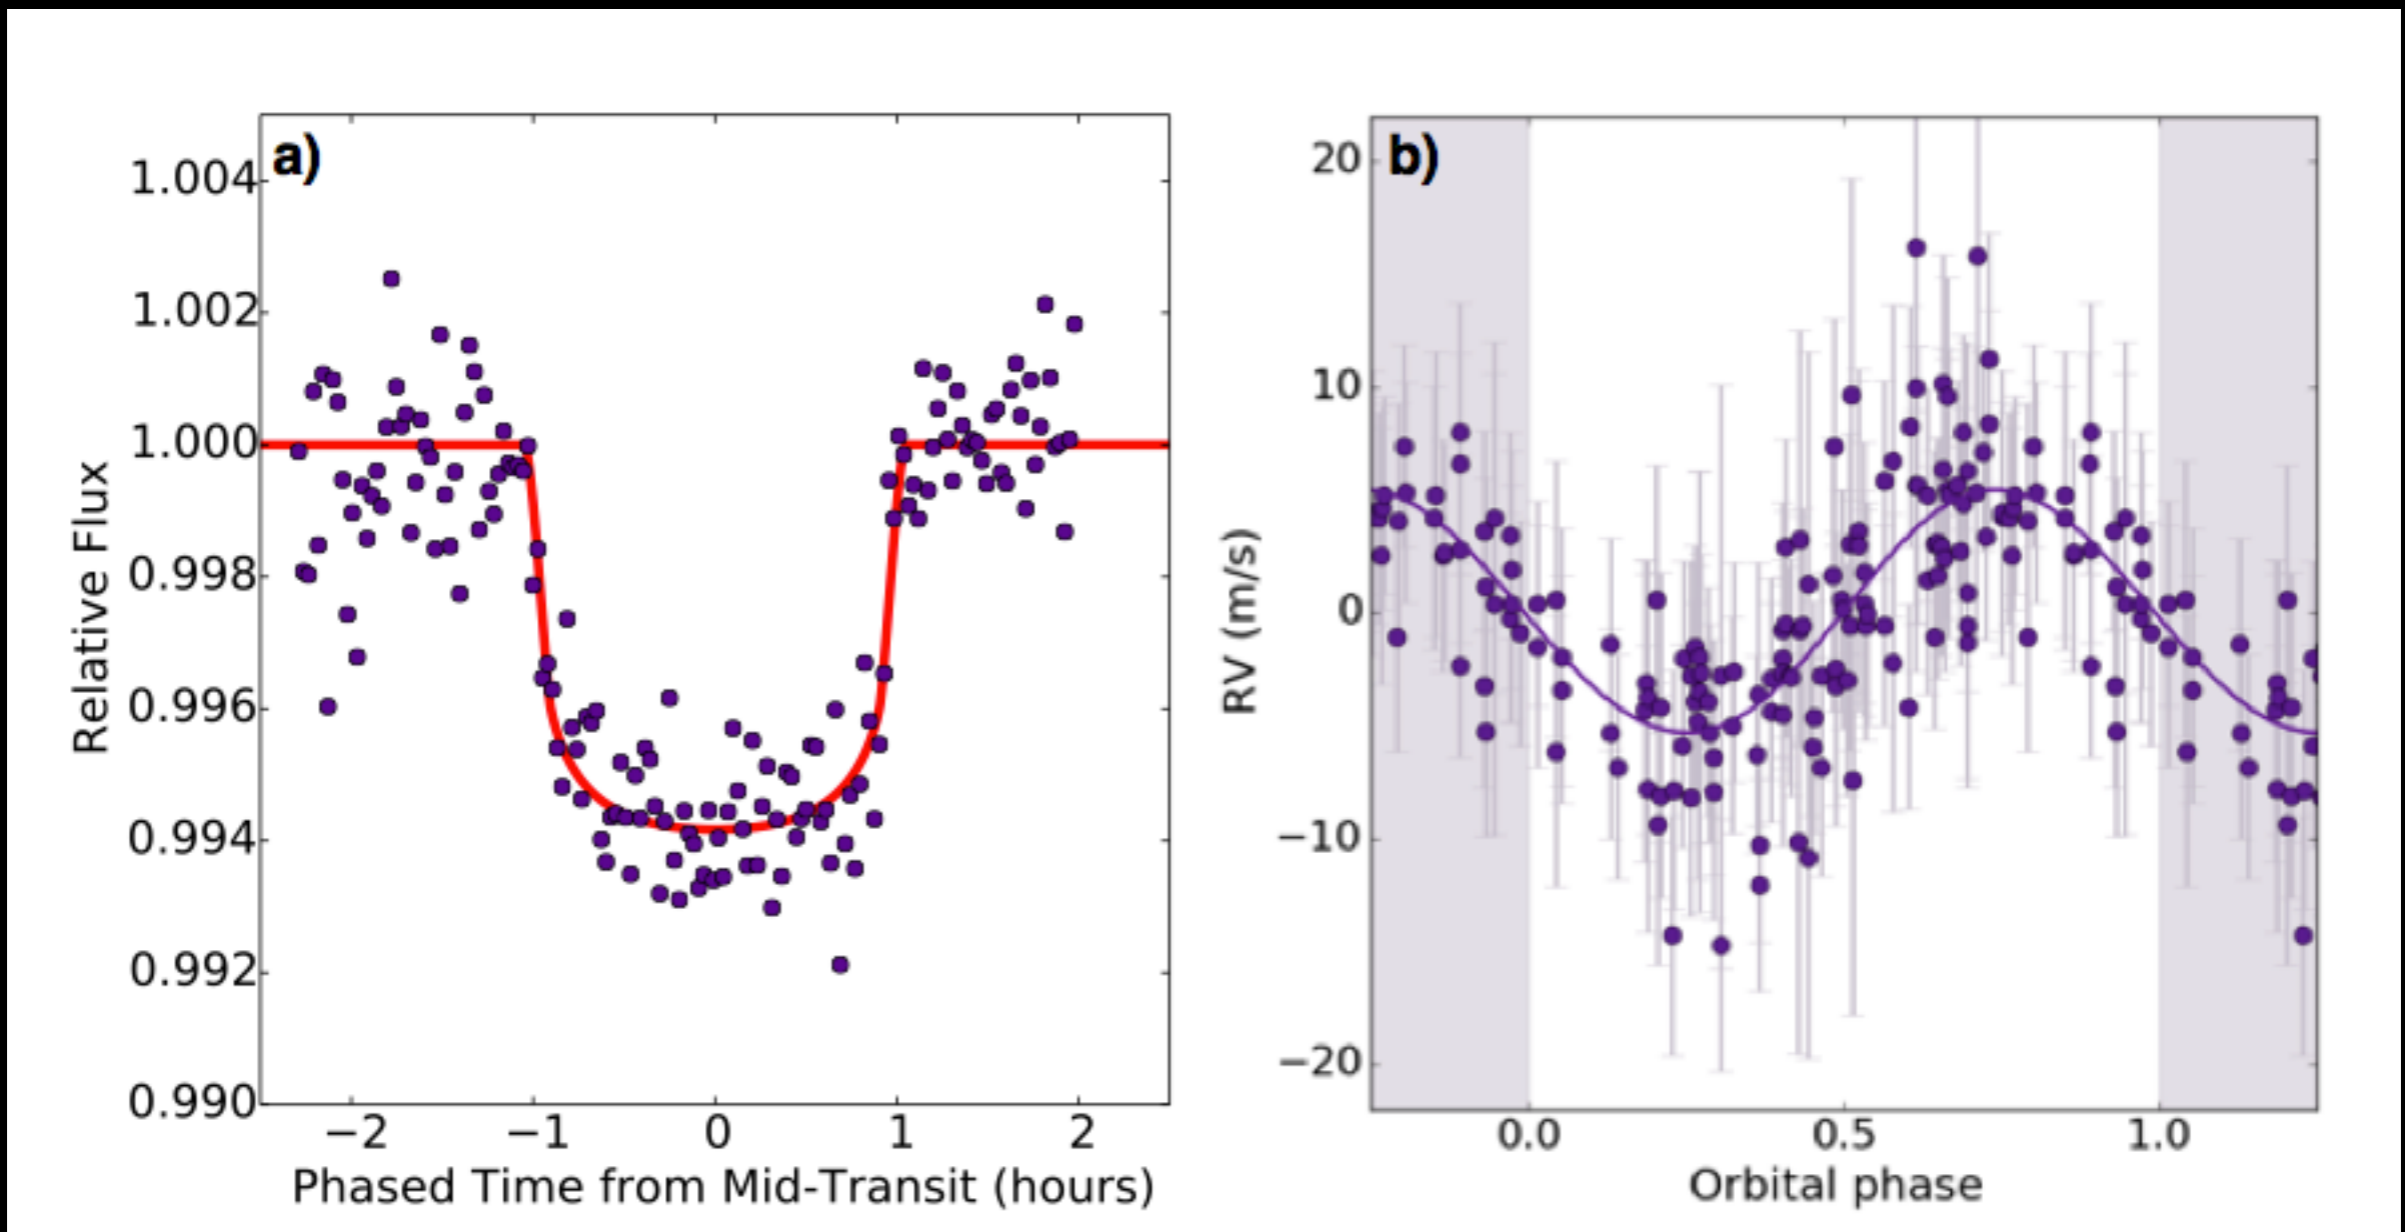 a)
1.004
1.002
1.000
0.998
0.996
0.994
0.992
0.990
Relative Flux
−2 −1 0 1 2
Phased Time from Mid-Transit (hours)
b)
20
10
0
−10
−20
RV (m/s)
0.0 0.5 1.0
Orbital phase